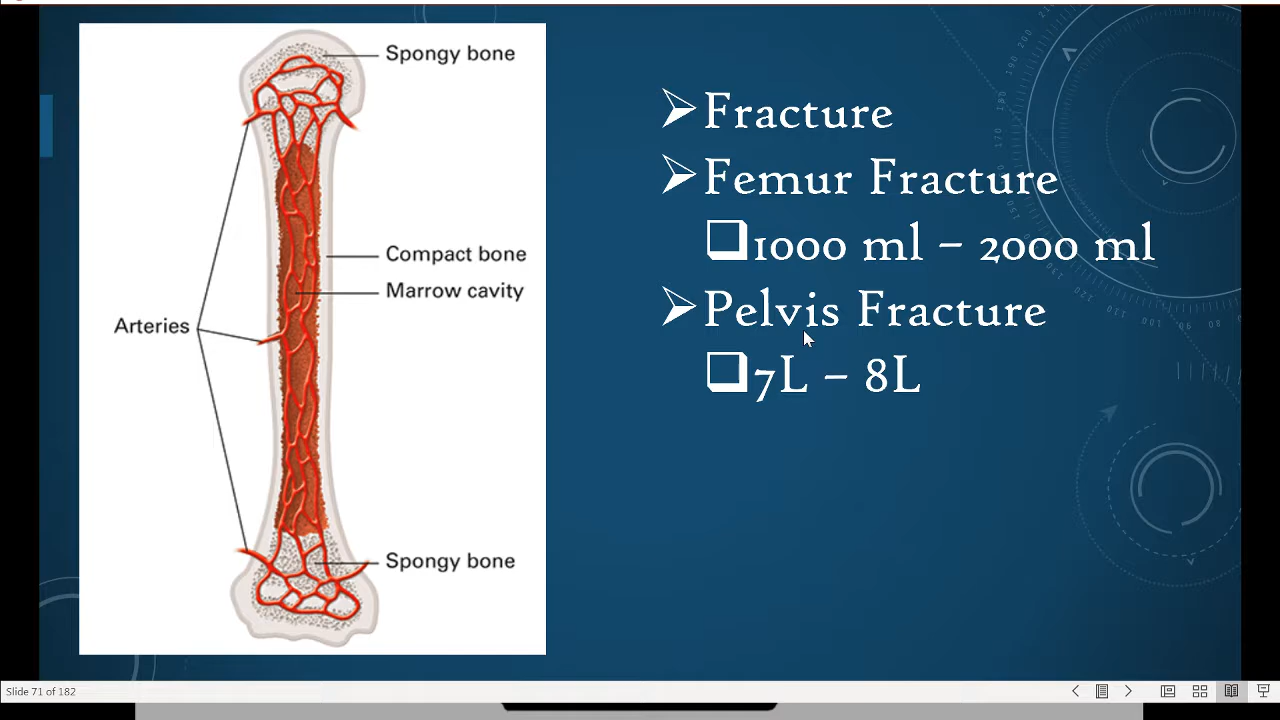 Spongy bone
Compact bone
Marrow cavity
Arteries
Spongy bone
Fracture
Femur Fracture
1000 ml – 2000 ml
Pelvis Fracture
7L – 8L
Slide 71 of 182